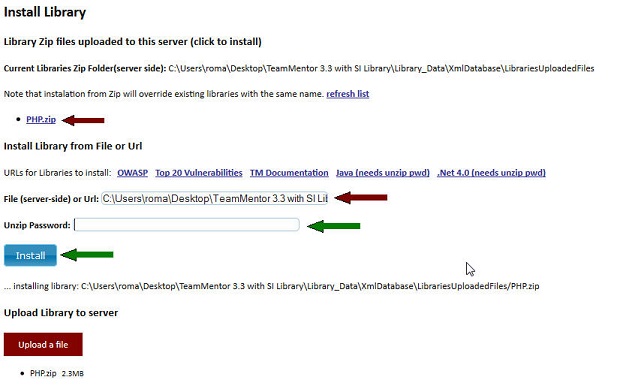 Install Library
Library Zip files uploaded to this server (click to install)
Current Libraries Zip Folder(server side): C:\Users\roma\Desktop\TeamMentor 3.3 with SI Library\Library_Data\XmlDatabase\LibrariesUploadedFiles
Note that instalation from Zip will override existing libraries with the same name. refresh list
• PHP.zip
Install Library from File or Url
URLs for Libraries to install: OWASP Top 20 Vulnerabilities TM Documentation Java (needs unzip pwd) .Net 4.0 (needs unzip pwd)
File (server-side) or Url: C:\Users\roma\Desktop\TeamMentor 3.3 with SI Lil
Unzip Password:
Install
... installing library: C:\Users\roma\Desktop\TeamMentor 3.3 with SI Library\Library_Data\XmlDatabase\LibrariesUploadedFiles/PHP.zip
Upload Library to server
Upload a file
• PHP.zip 2.3MB